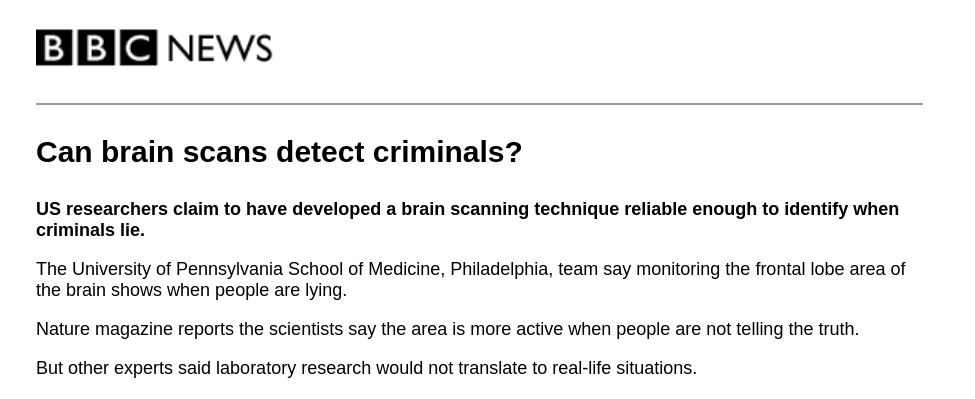 BBC NEWS
Can brain scans detect criminals?
US researchers claim to have developed a brain scanning technique reliable enough to identify when
criminals lie.
The University of Pennsylvania School of Medicine, Philadelphia, team say monitoring the frontal lobe area of
the brain shows when people are lying.
Nature magazine reports the scientists say the area is more active when people are not telling the truth.
But other experts said laboratory research would not translate to real-life situations.